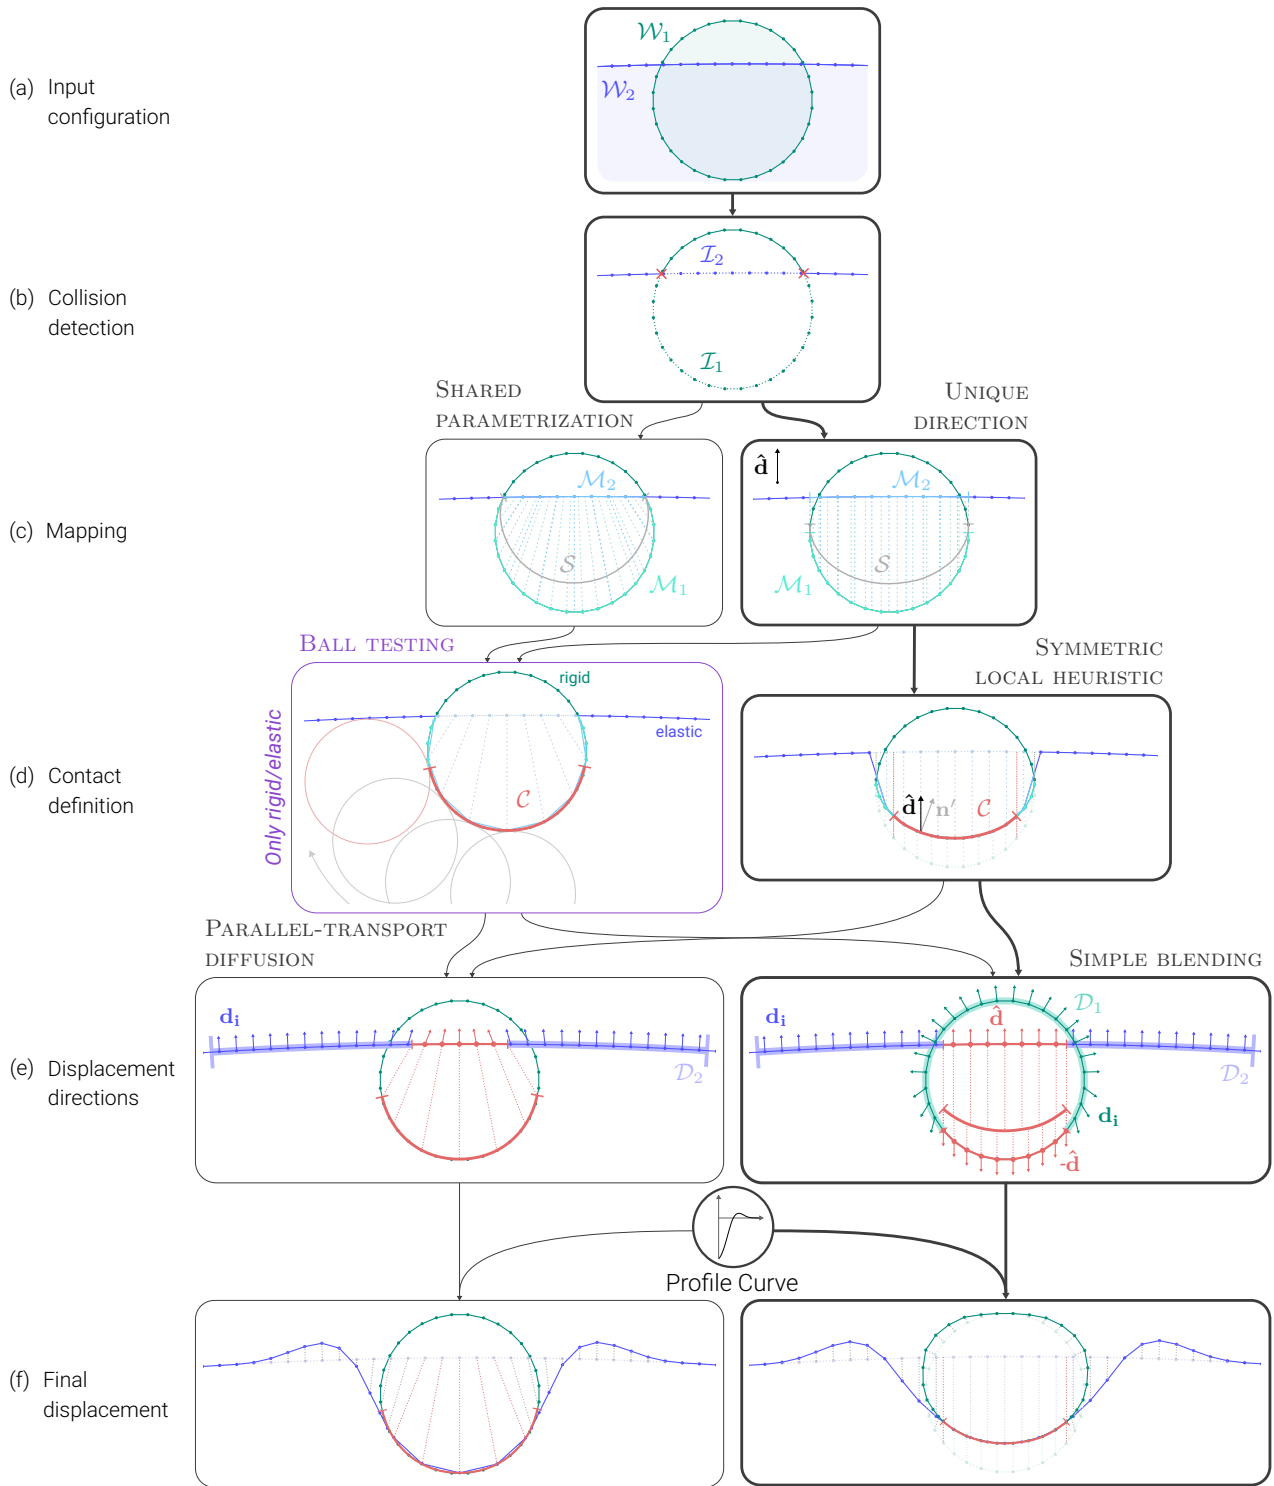 (a) Input
configuration
𝒲₁
𝒲₂
(b) Collision
detection
ℐ₂
ℐ₁
SHARED
PARAMETRIZATION
UNIQUE
DIRECTION
(c) Mapping
ℳ₂
𝒮
ℳ₁
d̂
ℳ₂
𝒮
ℳ₁
BALL TESTING
SYMMETRIC
LOCAL HEURISTIC
(d) Contact
definition
Only rigid/elastic
rigid
elastic
𝒞
d̂
n′
𝒞
PARALLEL-TRANSPORT
DIFFUSION
SIMPLE BLENDING
(e) Displacement
directions
dᵢ
𝒟₂
dᵢ
d̂
𝒟₁
𝒟₂
dᵢ
-d̂
Profile Curve
(f) Final
displacement